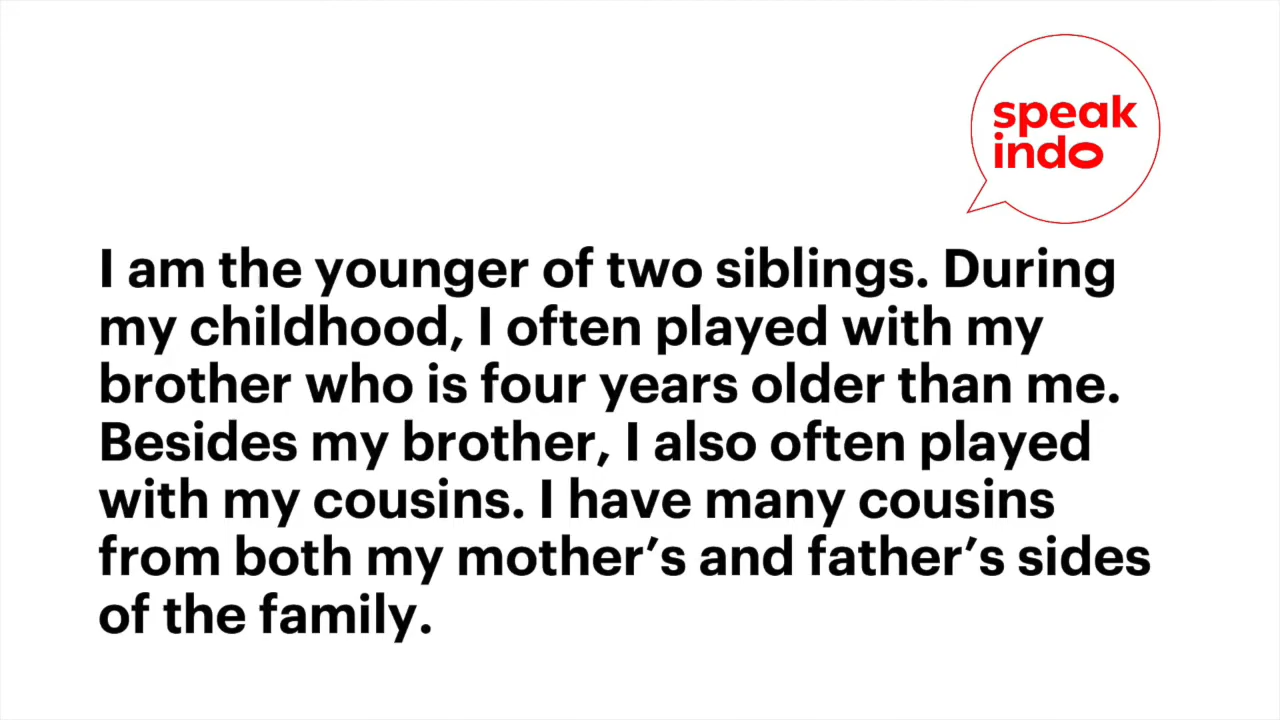 speak
indo
I am the younger of two siblings. During
my childhood, I often played with my
brother who is four years older than me.
Besides my brother, I also often played
with my cousins. I have many cousins
from both my mother’s and father’s sides
of the family.